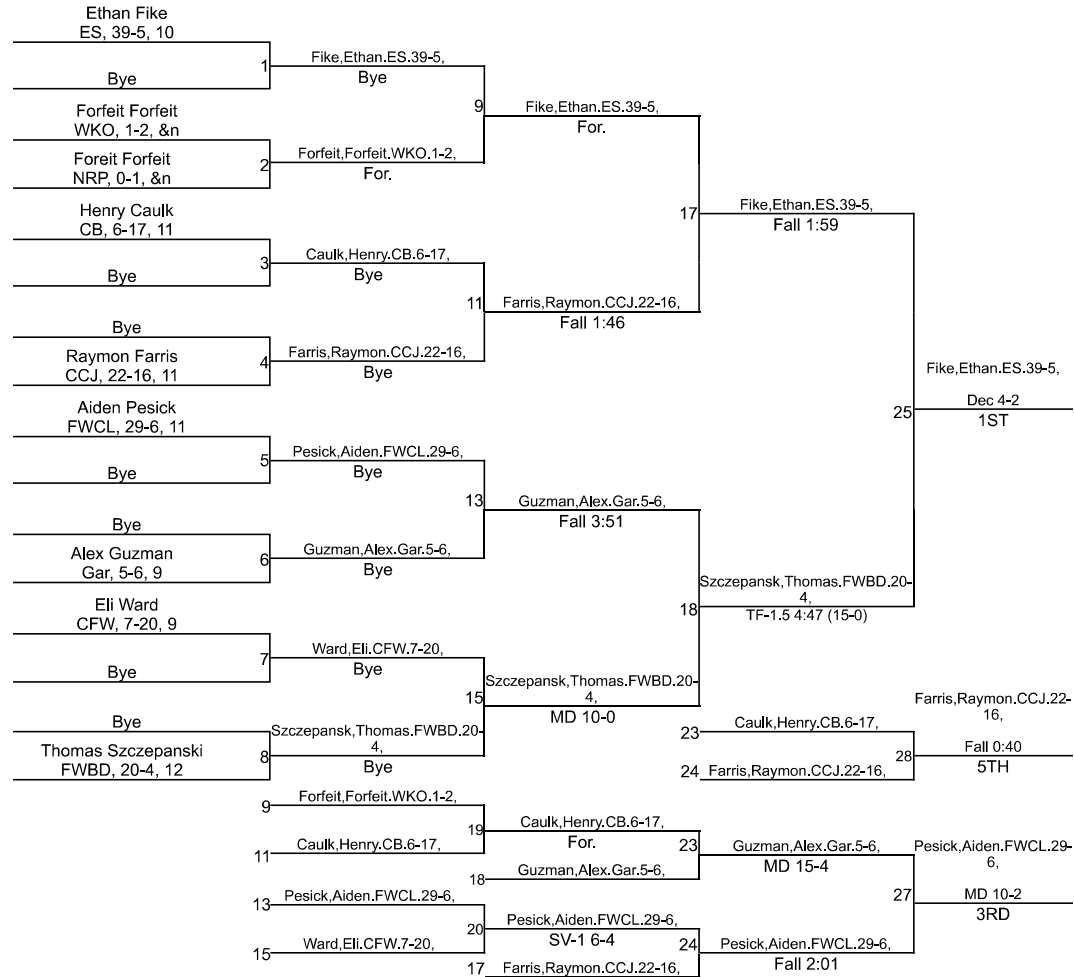 Ethan Fike
ES, 39-5, 10
1
Fike,Ethan.ES.39-5,
Bye
Bye
9
Fike,Ethan.ES.39-5,
For.
Forfeit Forfeit
WKO, 1-2, &n
2
Forfeit,Forfeit.WKO.1-2,
For.
Foreit Forfeit
NRP, 0-1, &n
17
Fike,Ethan.ES.39-5,
Fall 1:59
Henry Caulk
CB, 6-17, 11
3
Caulk,Henry.CB.6-17,
Bye
Bye
11
Farris,Raymon.CCJ.22-16,
Fall 1:46
Bye
4
Farris,Raymon.CCJ.22-16,
Bye
Raymon Farris
CCJ, 22-16, 11
25
Fike,Ethan.ES.39-5,
Dec 4-2
1ST
Aiden Pesick
FWCL, 29-6, 11
5
Pesick,Aiden.FWCL.29-6,
Bye
Bye
13
Guzman,Alex.Gar.5-6,
Fall 3:51
Bye
6
Guzman,Alex.Gar.5-6,
Bye
Alex Guzman
Gar, 5-6, 9
18
Szczepansk,Thomas.FWBD.20-
4,
TF-1.5 4:47 (15-0)
Eli Ward
CFW, 7-20, 9
7
Ward,Eli.CFW.7-20,
Bye
Bye
15
Szczepansk,Thomas.FWBD.20-
4,
MD 10-0
Bye
8
Szczepansk,Thomas.FWBD.20-
4,
Bye
Thomas Szczepanski
FWBD, 20-4, 12
23
Caulk,Henry.CB.6-17,
24
Farris,Raymon.CCJ.22-16,
28
Farris,Raymon.CCJ.22-
16,
Fall 0:40
5TH
9
Forfeit,Forfeit.WKO.1-2,
11
Caulk,Henry.CB.6-17,
19
Caulk,Henry.CB.6-17,
For.
18
Guzman,Alex.Gar.5-6,
23
Guzman,Alex.Gar.5-6,
MD 15-4
13
Pesick,Aiden.FWCL.29-6,
15
Ward,Eli.CFW.7-20,
20
Pesick,Aiden.FWCL.29-6,
SV-1 6-4
17
Farris,Raymon.CCJ.22-16,
24
Pesick,Aiden.FWCL.29-6,
Fall 2:01
27
Pesick,Aiden.FWCL.29-
6,
MD 10-2
3RD